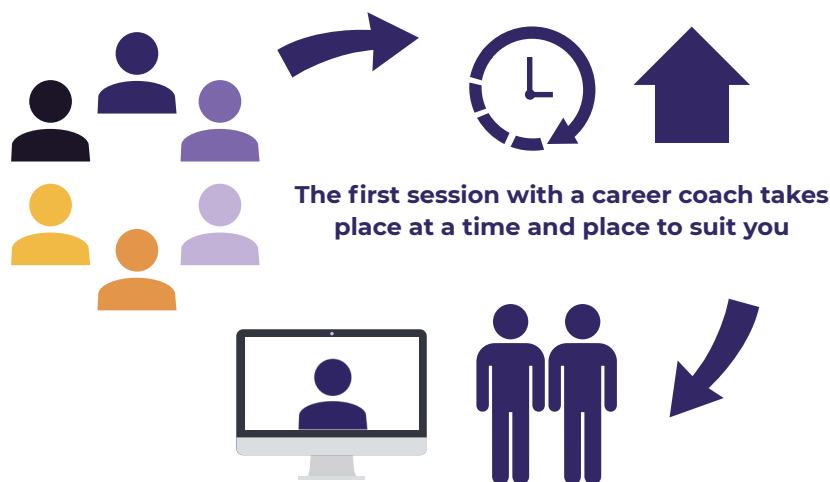 The first session with a career coach takes
place at a time and place to suit you